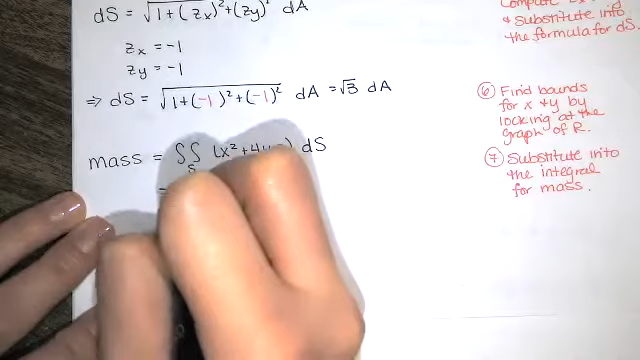 dS = √1 + (zx)² + (zy)² dA
zx = -1
zy = -1
⇒ dS = √1 + (-1)² + (-1)² dA = √3 dA
mass = ∫∫ (x² + 4y ) dS
S
=
& Substitute into
the formula for dS.
⑥ Find bounds
for x & y by
looking at the
graph of R.
⑦ Substitute into
the integral
for mass.